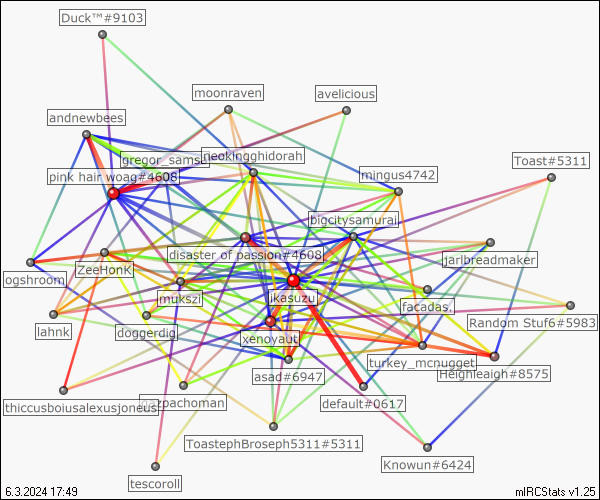 Duck™#9103
moonraven
avelicious
andnewbees
gregor_samsa
neokingghidorah
pink hair woag#4608
mingus4742
Toast#5311
bigcitysamurai
disaster of passion#4608
jarlbreadmaker
ogshroom
ZeeHonK
mukszi
ikasuzu
facadas.
lahnk
doggerdig
Random Stuf6#5983
xenoyaut
turkey_mcnugget
asad#6947
Heighleaigh#8575
thiccusboiusalexusjoneus
default#0617
ToastephBroseph5311#5311
Knowun#6424
tescoroll
6.3.2024 17:49
mIRCStats v1.25